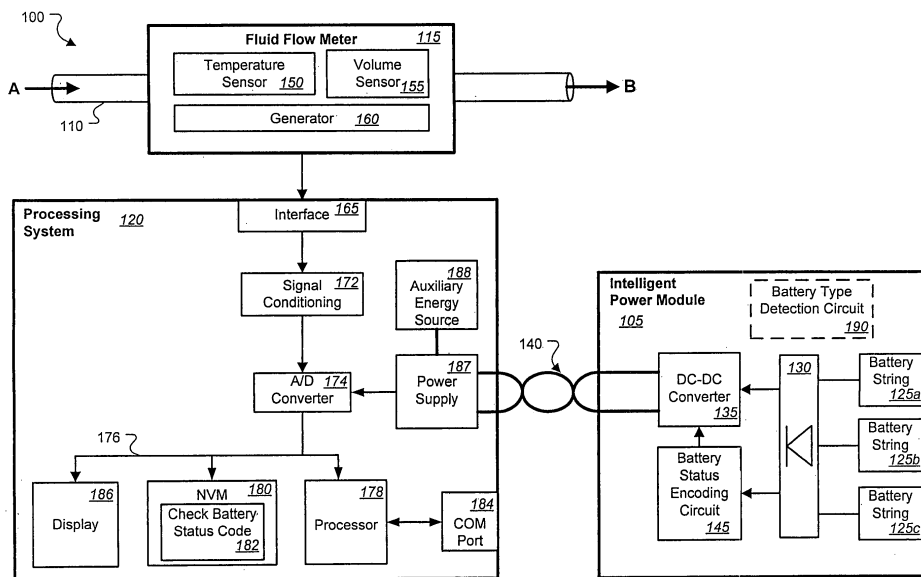 100
Fluid Flow Meter 115
Temperature
Sensor 150
Volume
Sensor 155
Generator 160
A
B
110
Processing
System 120
Interface 165
Signal 172
Conditioning
188
Auxiliary
Energy
Source
A/D 174
Converter
187
Power
Supply
140
176
186
Display
NVM 180
Check Battery
Status Code
182
178
Processor
184
COM
Port
Intelligent
Power Module
105
Battery Type
Detection Circuit
190
DC-DC
Converter
135
130
Battery
String
125a
Battery
String
125b
Battery
String
125c
Battery
Status
Encoding
Circuit
145